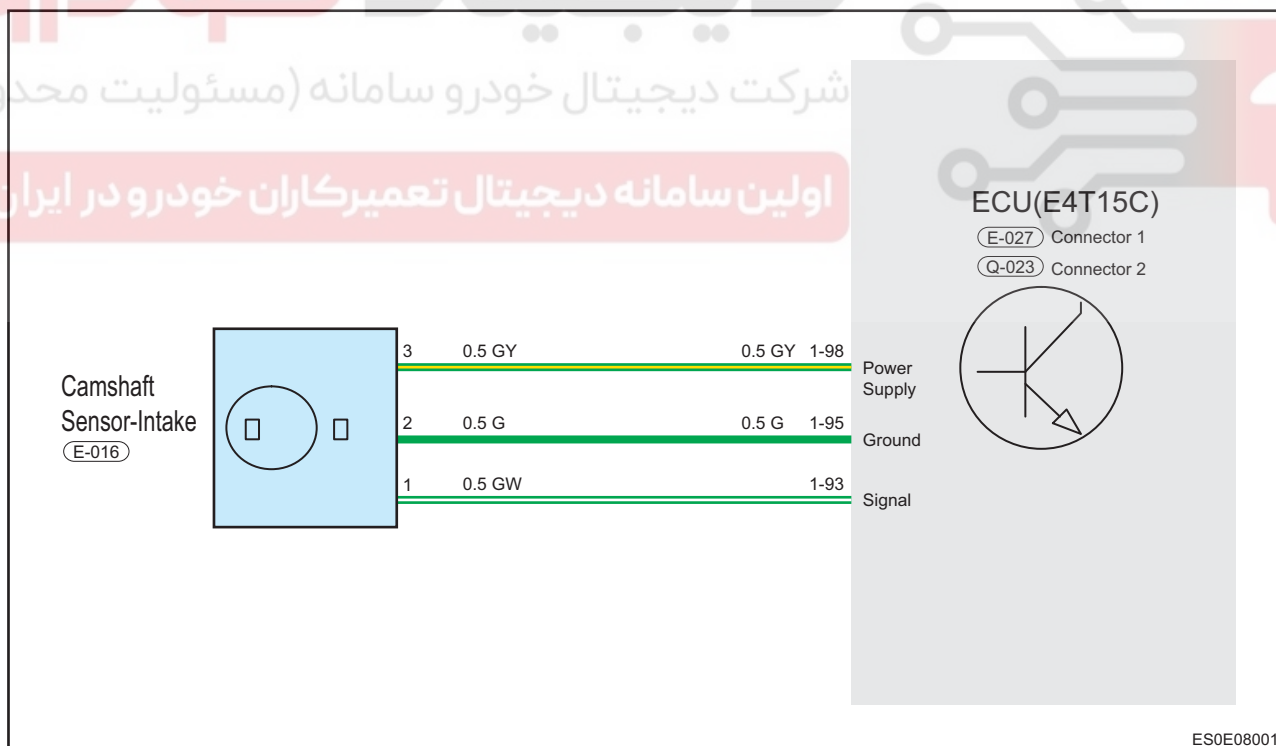 شرکت دیجیتال خودرو سامانه (مسئولیت
اولین سامانه دیجیتال تعمیرکاران خودرو در ایران
ECU(E4T15C)
E-027 Connector 1
Q-023 Connector 2
Camshaft
Sensor-Intake
E-016
3 0.5 GY 0.5 GY 1-98
Power
Supply
2 0.5 G 0.5 G 1-95
Ground
1 0.5 GW 1-93
Signal
ES0E08001